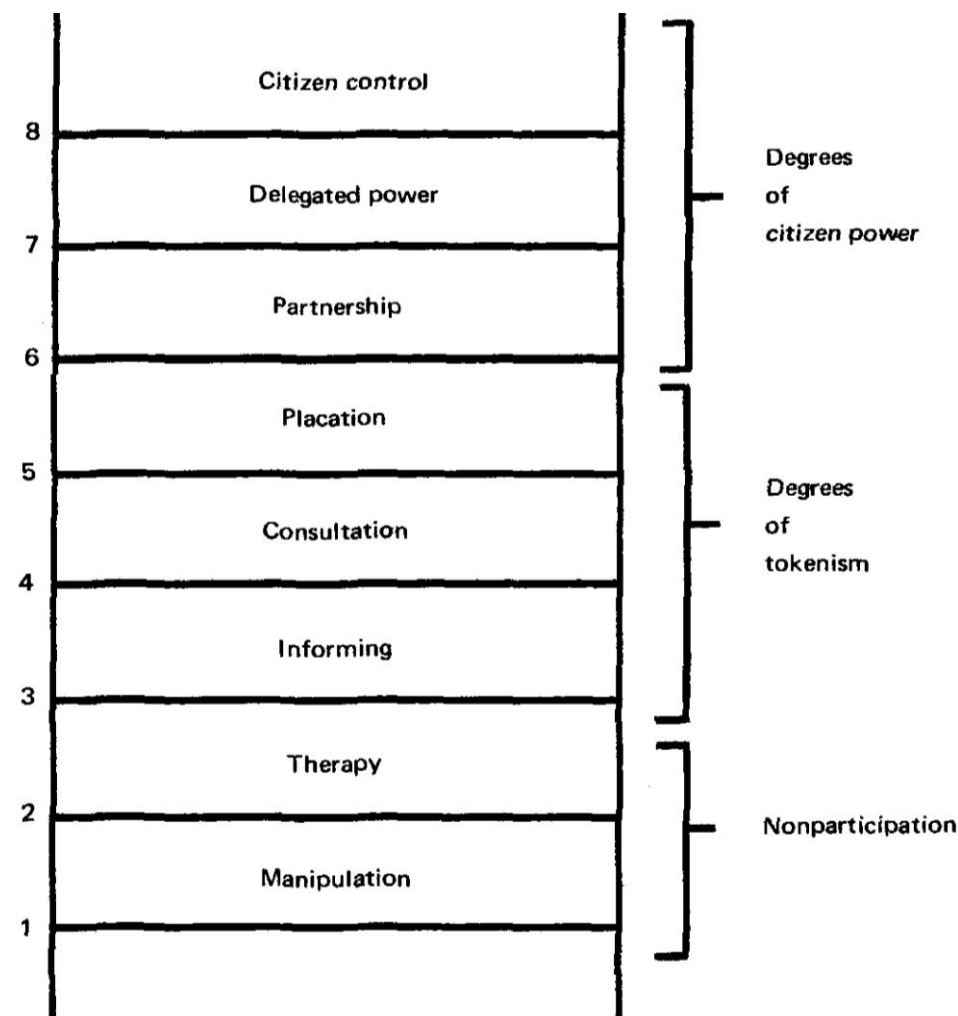 Citizen control
8
Delegated power
7
Partnership
6
Placation
5
Consultation
4
Informing
3
Therapy
2
Manipulation
1
Degrees
of
citizen power
Degrees
of
tokenism
Nonparticipation